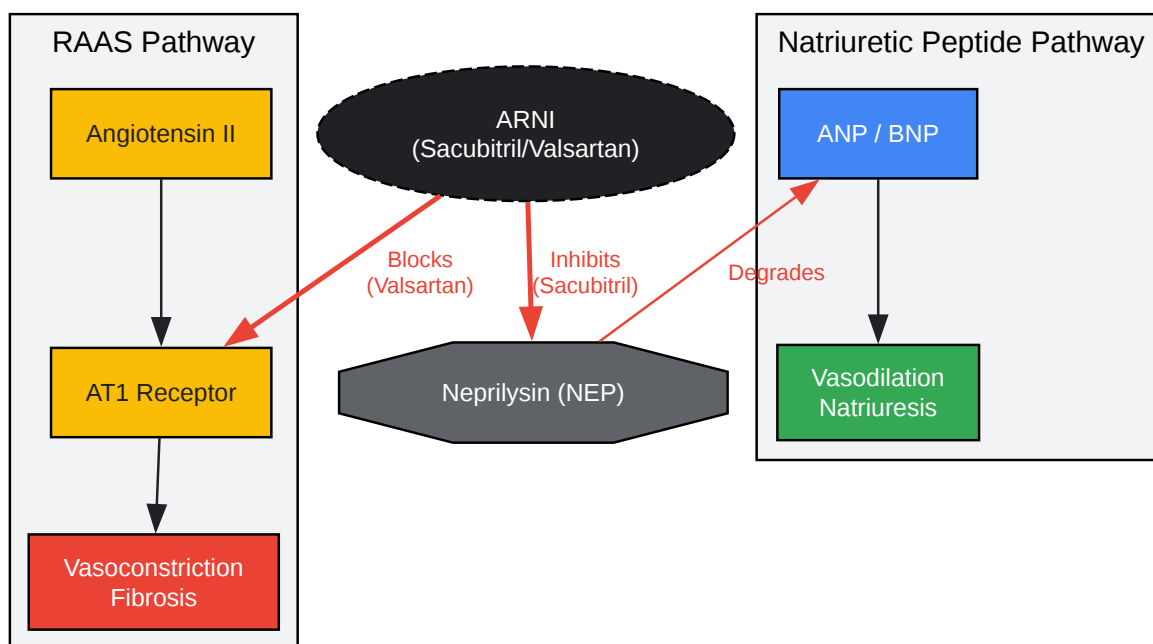 RAAS Pathway
Natriuretic Peptide Pathway
Angiotensin II
ARNI
(Sacubitril/Valsartan)
ANP / BNP
Blocks
(Valsartan)
Inhibits
(Sacubitril)
Degrades
AT1 Receptor
Neprilysin (NEP)
Vasodilation
Natriuresis
Vasoconstriction
Fibrosis